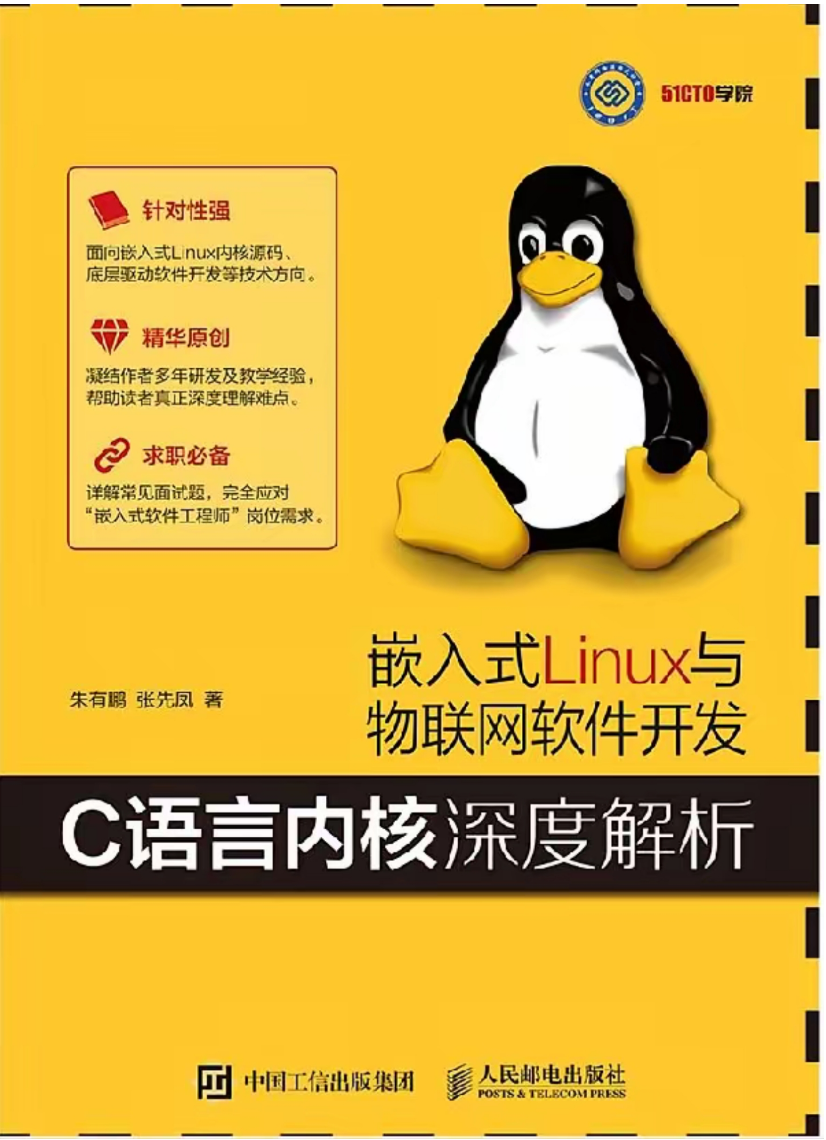 51CTO学院
针对性强
面向嵌入式Linux内核源码、
底层驱动软件开发等技术方向。
精华原创
凝结作者多年研发及教学经验，
帮助读者真正深度理解难点。
求职必备
详解常见面试题，完全应对
“嵌入式软件工程师”岗位需求。
嵌入式Linux与
物联网软件开发
朱有鹏 张先凤 著
C语言内核深度解析
中国工信出版集团
人民邮电出版社
POSTS & TELECOM PRESS